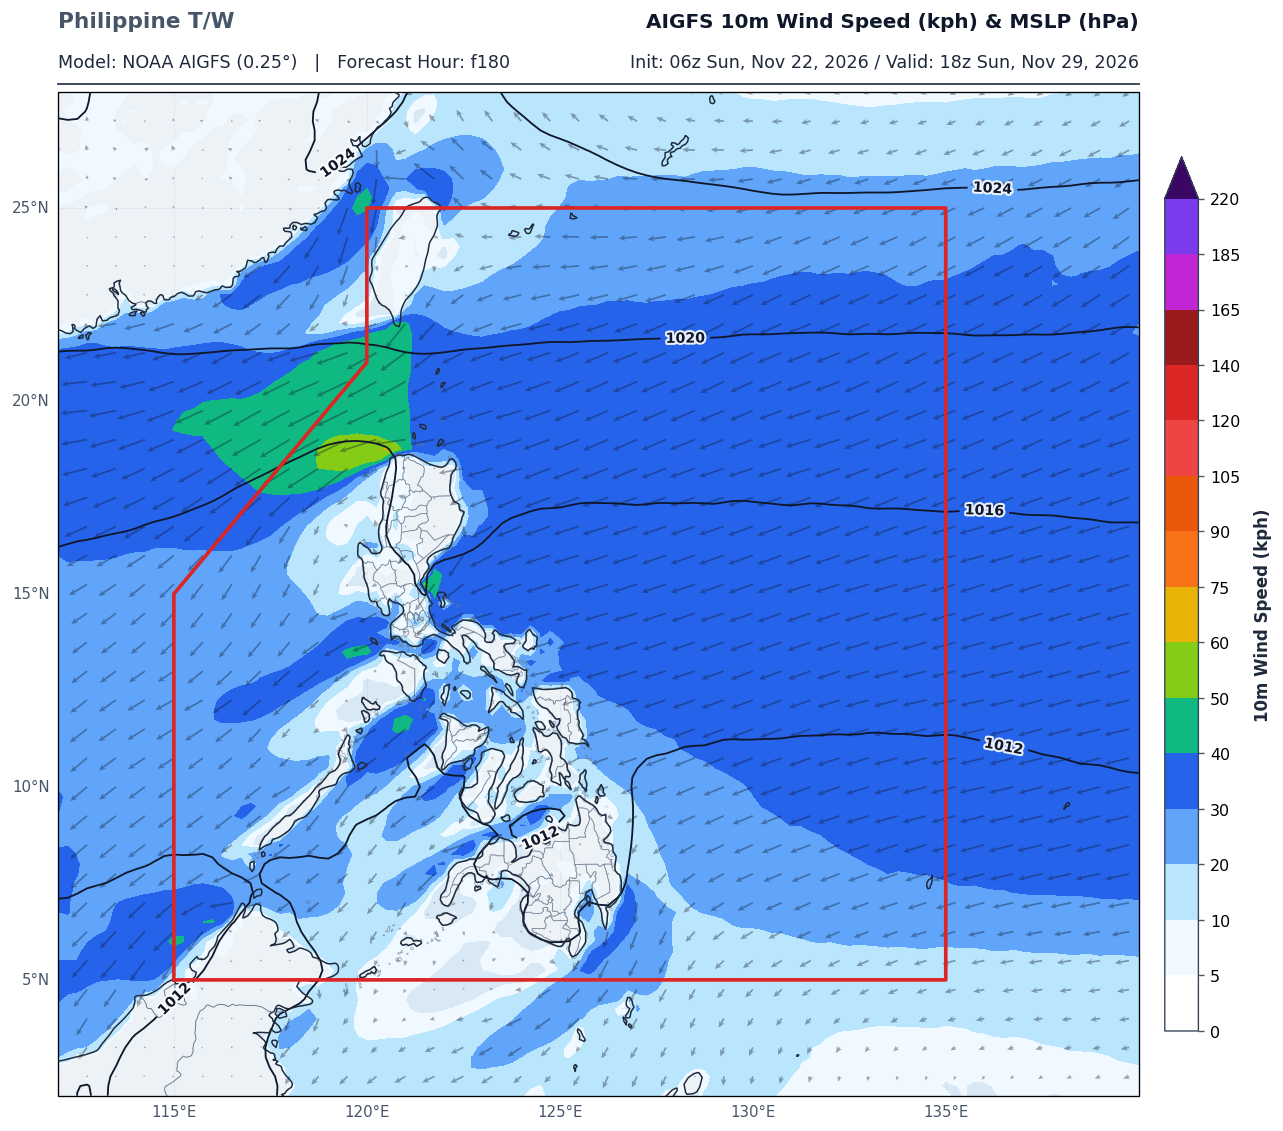 Philippine T/W
AIGFS 10m Wind Speed (kph) & MSLP (hPa)
Model: NOAA AIGFS (0.25°) | Forecast Hour: f180
Init: 06z Sun, Nov 22, 2026 / Valid: 18z Sun, Nov 29, 2026
1024
1024
1020
1016
1012
1012
1012
25°N
20°N
15°N
10°N
5°N
115°E
120°E
125°E
130°E
135°E
220
185
165
140
120
105
90
75
60
50
40
30
20
10
5
0
10m Wind Speed (kph)